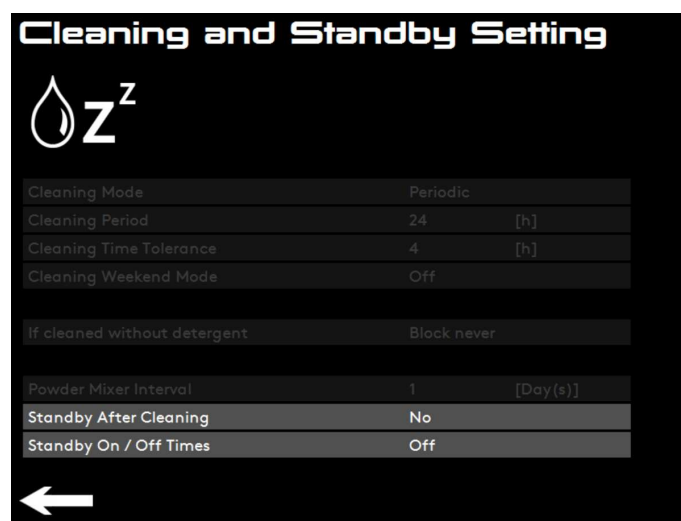 Cleaning and Standby Setting
zz
Cleaning Mode Periodic
Cleaning Period 24 [h]
Cleaning Time Tolerance 4 [h]
Cleaning Weekend Mode Off
If cleaned without detergent Block never
Powder Mixer Interval 1 [Day(s)]
Standby After Cleaning No
Standby On / Off Times Off